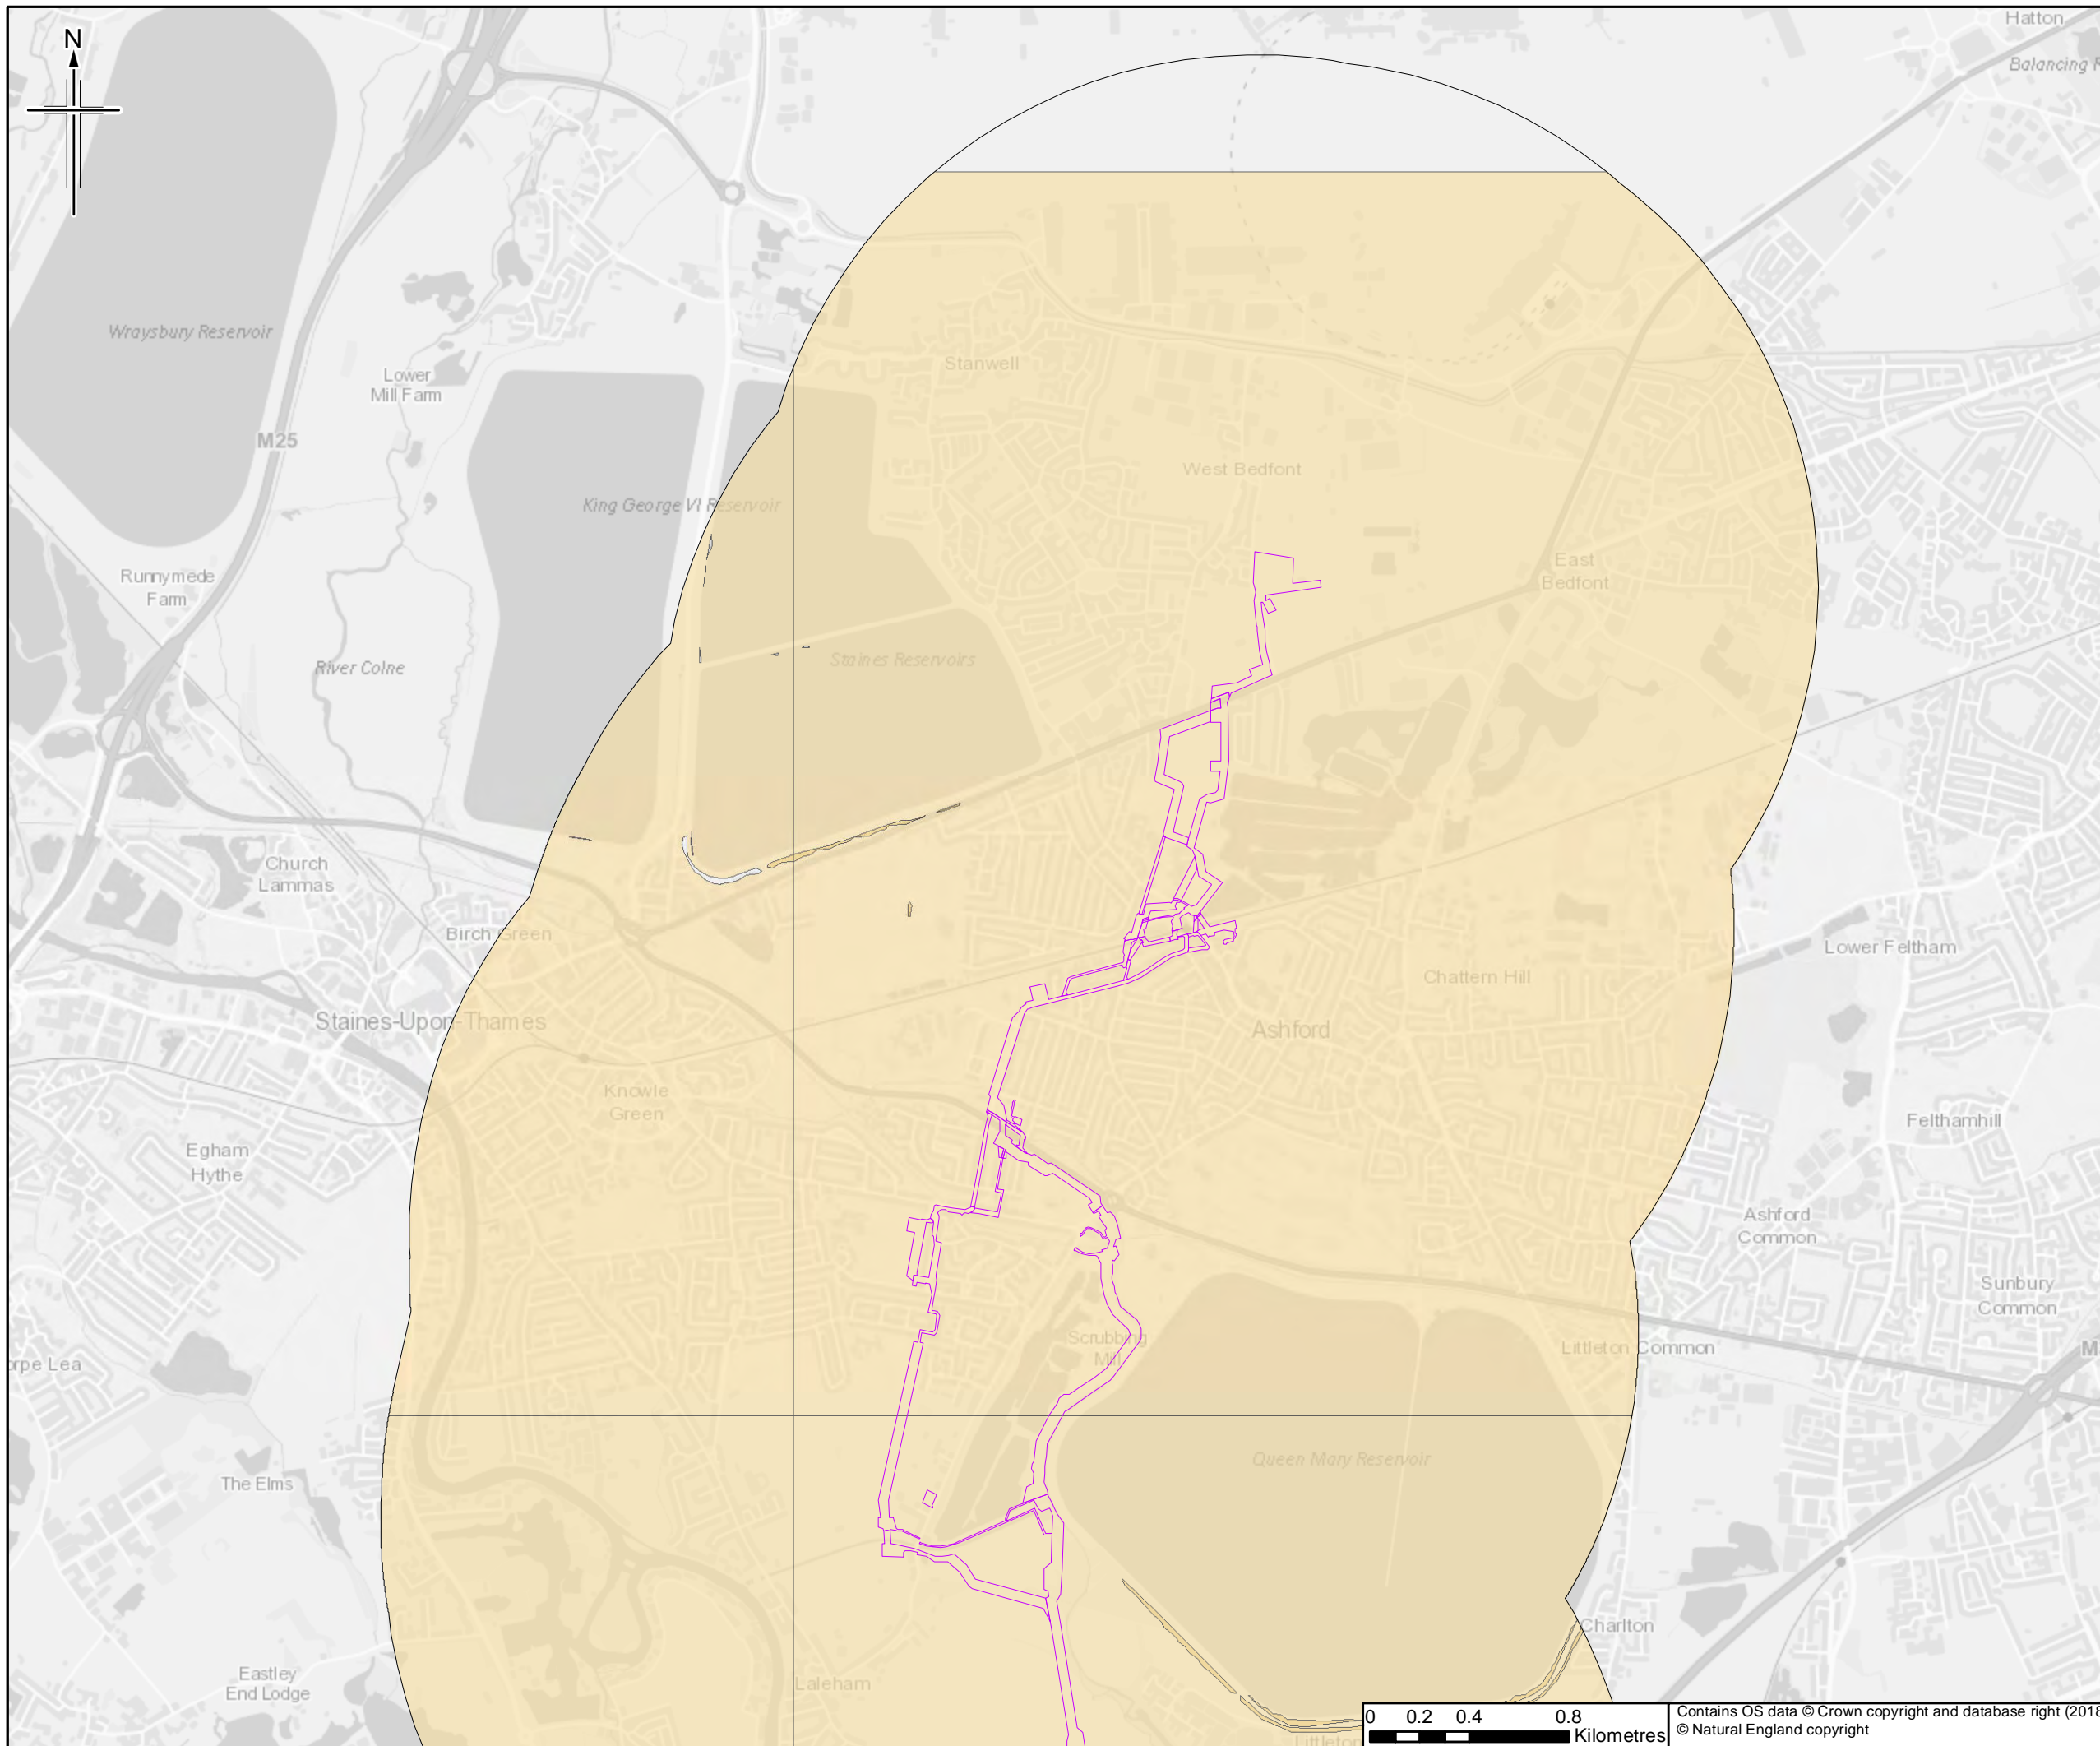 N
Hatton
Balancing
Wraysbury Reservoir
Lower
Mill Farm
Stanwell
M25
West Bedfont
King George VI Reservoir
East
Bedfont
Runnymede
Farm
River Colne
Staines Reservoirs
Church
Lammas
Birch Green
Lower Feltham
Chattern Hill
Staines-Upon-Thames
Ashford
Knowle
Green
Felthamhill
Egham
Hythe
Ashford
Common
Sunbury
Common
Scrubbing
Mill
Littleton Common
orpe Lea
M
Queen Mary Reservoir
The Elms
Charlton
Eastley
End Lodge
Laleham
Littleton
0 0.2 0.4 0.8
Kilometres
Contains OS data © Crown copyright and database right (2018
© Natural England copyright